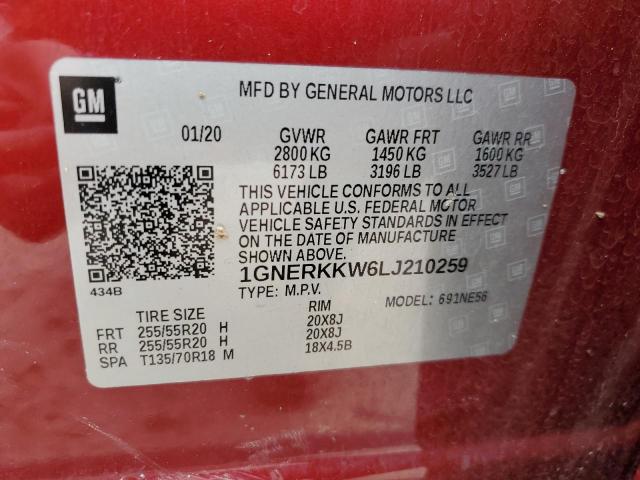 GM
MFD BY GENERAL MOTORS LLC
01/20 GVWR GAWR FRT GAWR RR
2800 KG 1450 KG 1600 KG
6173 LB 3196 LB 3527 LB
THIS VEHICLE CONFORMS TO ALL
APPLICABLE U.S. FEDERAL MOTOR
VEHICLE SAFETY STANDARDS IN EFFECT
ON THE DATE OF MANUFACTURE
SHOWN ABOVE.
1GNERKKW6LJ210259
434B TYPE: M.P.V. MODEL: 691NE56
TIRE SIZE RIM
FRT 255/55R20 H 20X8J
RR 255/55R20 H 20X8J
SPA T135/70R18 M 18X4.5B